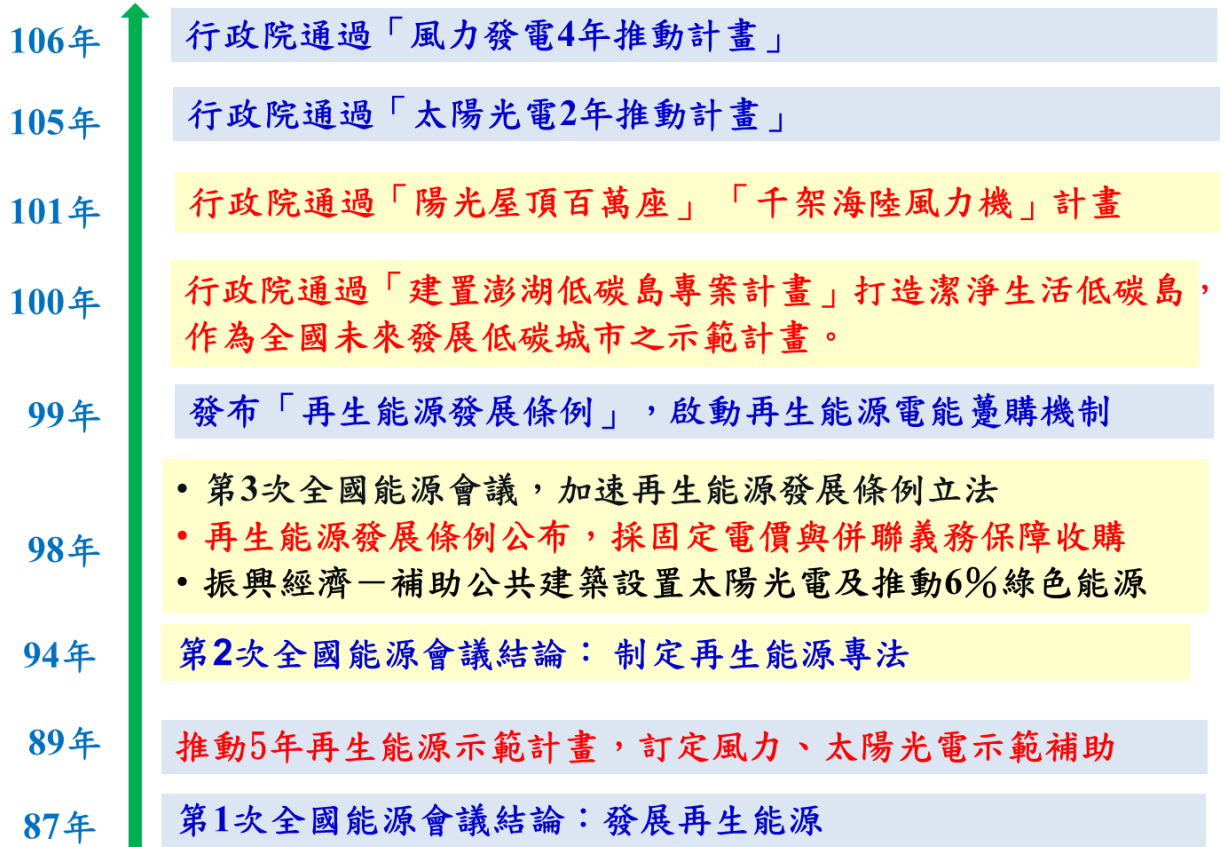 106年 行政院通過「風力發電4年推動計畫」
105年 行政院通過「太陽光電2年推動計畫」
101年 行政院通過「陽光屋頂百萬座」「千架海陸風力機」計畫
100年 行政院通過「建置澎湖低碳島專案計畫」打造潔淨生活低碳島，
作為全國未來發展低碳城市之示範計畫。
99年 發布「再生能源發展條例」，啟動再生能源電能躉購機制
98年
• 第3次全國能源會議，加速再生能源發展條例立法
• 再生能源發展條例公布，採固定電價與併聯義務保障收購
• 振興經濟－補助公共建築設置太陽光電及推動6%綠色能源
94年 第2次全國能源會議結論： 制定再生能源專法
89年 推動5年再生能源示範計畫，訂定風力、太陽光電示範補助
87年 第1次全國能源會議結論：發展再生能源